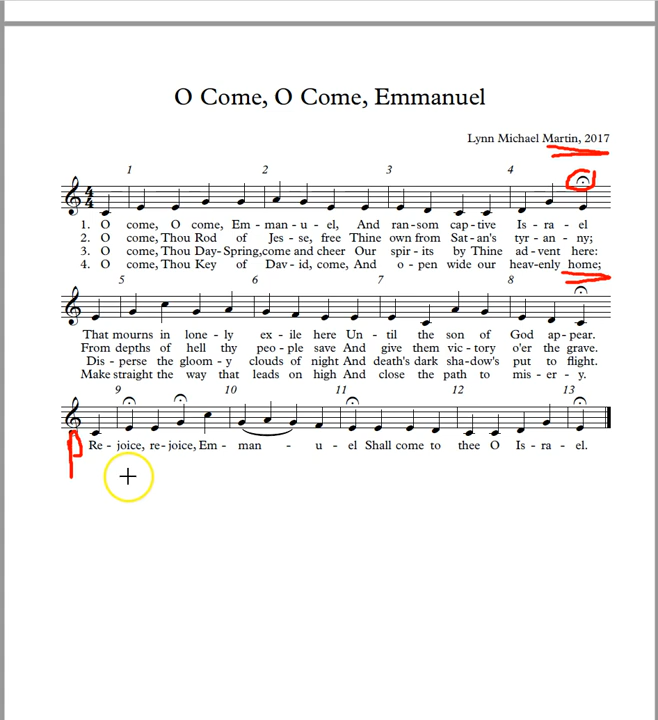 O Come, O Come, Emmanuel
Lynn Michael Martin, 2017
1 2 3 4
4
4
1. O come, O come, Em - man - u - el, And ran-som cap - tive Is - ra - el
2. O come, Thou Rod of Jes - se, free Thine own from Sat - an's tyr - an - ny;
3. O come, Thou Day - Spring,come and cheer Our spir - its by Thine ad - vent here:
4. O come, Thou Key of Dav - id, come, And o - pen wide our heav-enly home;
5 6 7 8
That mourns in lone - ly ex - ile here Un - til the son of God ap - pear.
From depths of hell thy peo - ple save And give them vic - tory o'er the grave.
Dis - perse the gloom - y clouds of night And death's dark sha-dow's put to flight.
Make straight the way that leads on high And close the path to mis - er - y.
9 10 11 12 13
p
Re - joice, re - joice, Em - man - u - el Shall come to thee O Is - ra - el.